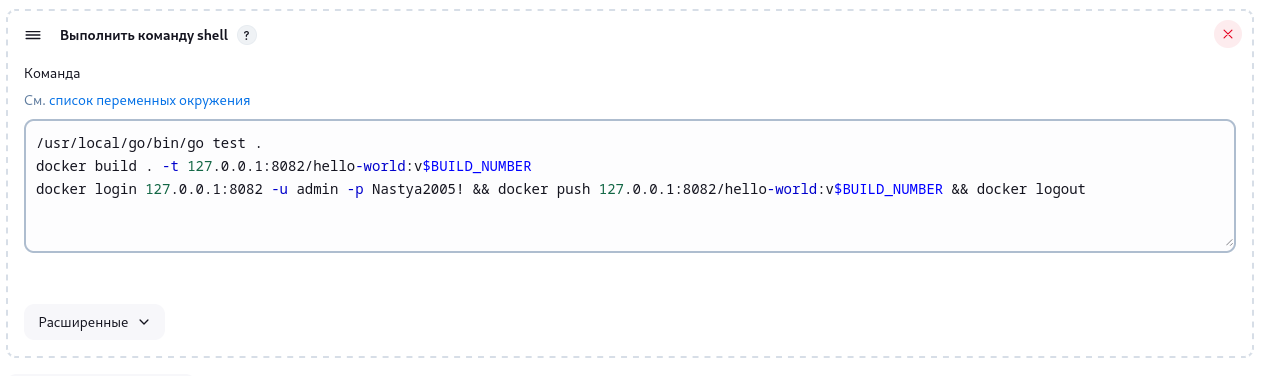 Выполнить команду shell ?
Команда
См. список переменных окружения
/usr/local/go/bin/go test .
docker build . -t 127.0.0.1:8082/hello-world:v$BUILD_NUMBER
docker login 127.0.0.1:8082 -u admin -p Nastya2005! && docker push 127.0.0.1:8082/hello-world:v$BUILD_NUMBER && docker logout
Расширенные